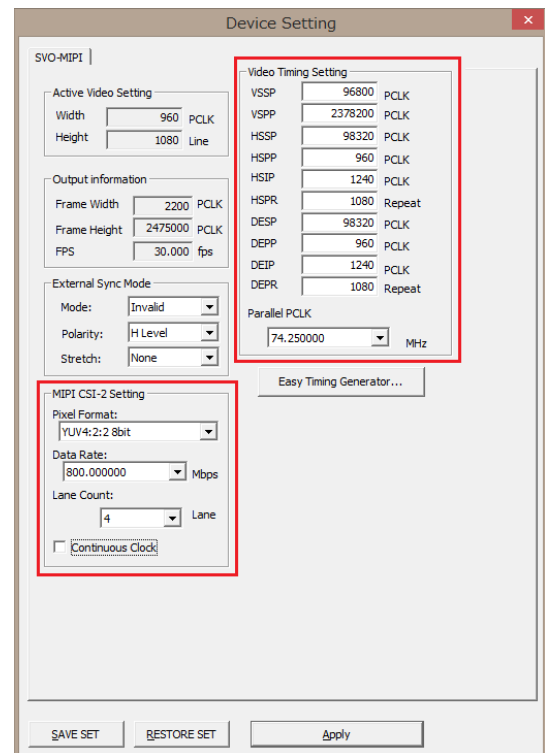 Device Setting
SVO-MIPI
Active Video Setting
Width 960 PCLK
Height 1080 Line
Output information
Frame Width 2200 PCLK
Frame Height 2475000 PCLK
FPS 30.000 fps
External Sync Mode
Mode: Invalid
Polarity: H Level
Stretch: None
MIPI CSI-2 Setting
Pixel Format:
YUV4:2:2 8bit
Data Rate:
800.000000 Mbps
Lane Count:
4 Lane
Continuous Clock
Video Timing Setting
VSSP 96800 PCLK
VSPP 2378200 PCLK
HSSP 98320 PCLK
HSPP 960 PCLK
HSIP 1240 PCLK
HSPR 1080 Repeat
DESP 98320 PCLK
DEPP 960 PCLK
DEIP 1240 PCLK
DEPR 1080 Repeat
Parallel PCLK
74.250000 MHz
Easy Timing Generator...
SAVE SET RESTORE SET Apply